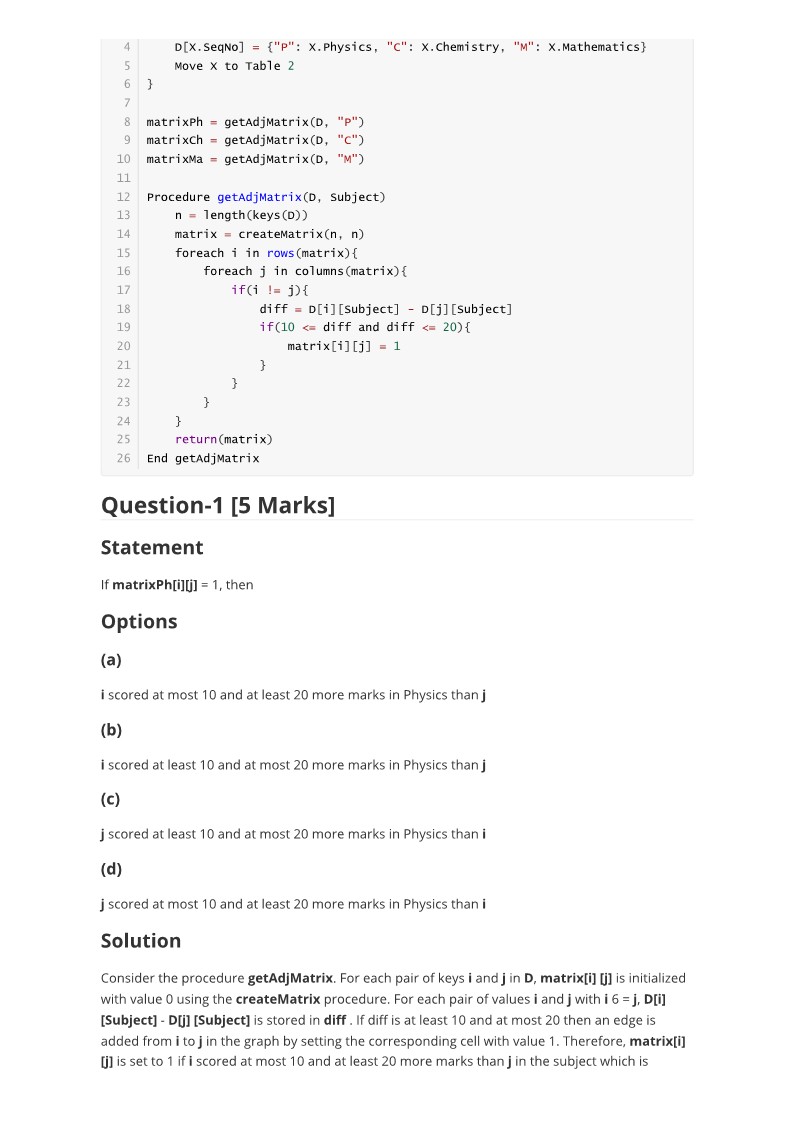 4 D[X.SeqNo] = {"P": X.Physics, "C": X.Chemistry, "M": X.Mathematics}
5 Move X to Table 2
6 }
7
8 matrixPh = getAdjMatrix(D, "P")
9 matrixCh = getAdjMatrix(D, "C")
10 matrixMa = getAdjMatrix(D, "M")
11
12 Procedure getAdjMatrix(D, Subject)
13 n = length(keys(D))
14 matrix = createMatrix(n, n)
15 foreach i in rows(matrix){
16 foreach j in columns(matrix){
17 if(i != j){
18 diff = D[i][Subject] - D[j][Subject]
19 if(10 <= diff and diff <= 20){
20 matrix[i][j] = 1
21 }
22 }
23 }
24 }
25 return(matrix)
26 End getAdjMatrix
Question-1 [5 Marks]
Statement
If matrixPh[i][j] = 1, then
Options
(a)
i scored at most 10 and at least 20 more marks in Physics than j
(b)
i scored at least 10 and at most 20 more marks in Physics than j
(c)
j scored at least 10 and at most 20 more marks in Physics than i
(d)
j scored at most 10 and at least 20 more marks in Physics than i
Solution
Consider the procedure getAdjMatrix. For each pair of keys i and j in D, matrix[i] [j] is initialized
with value 0 using the createMatrix procedure. For each pair of values i and j with i 6 = j, D[i]
[Subject] - D[j] [Subject] is stored in diff . If diff is at least 10 and at most 20 then an edge is
added from i to j in the graph by setting the corresponding cell with value 1. Therefore, matrix[i]
[j] is set to 1 if i scored at most 10 and at least 20 more marks than j in the subject which is